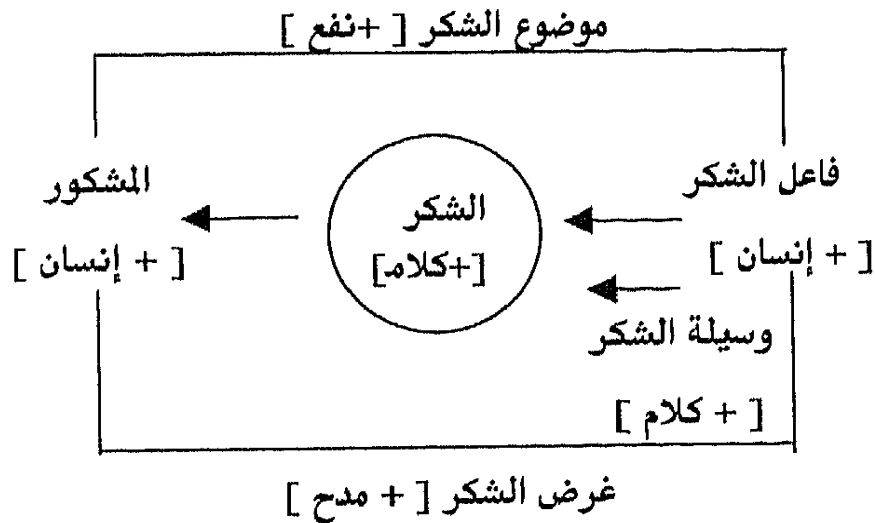 موضوع الشكر [ +نفع ]
فاعل الشكر
[ + إنسان ]
وسيلة الشكر
[ + كلام ]
الشكر
[+كلام]
المشكور
[ + إنسان ]
غرض الشكر [ + مدح ]